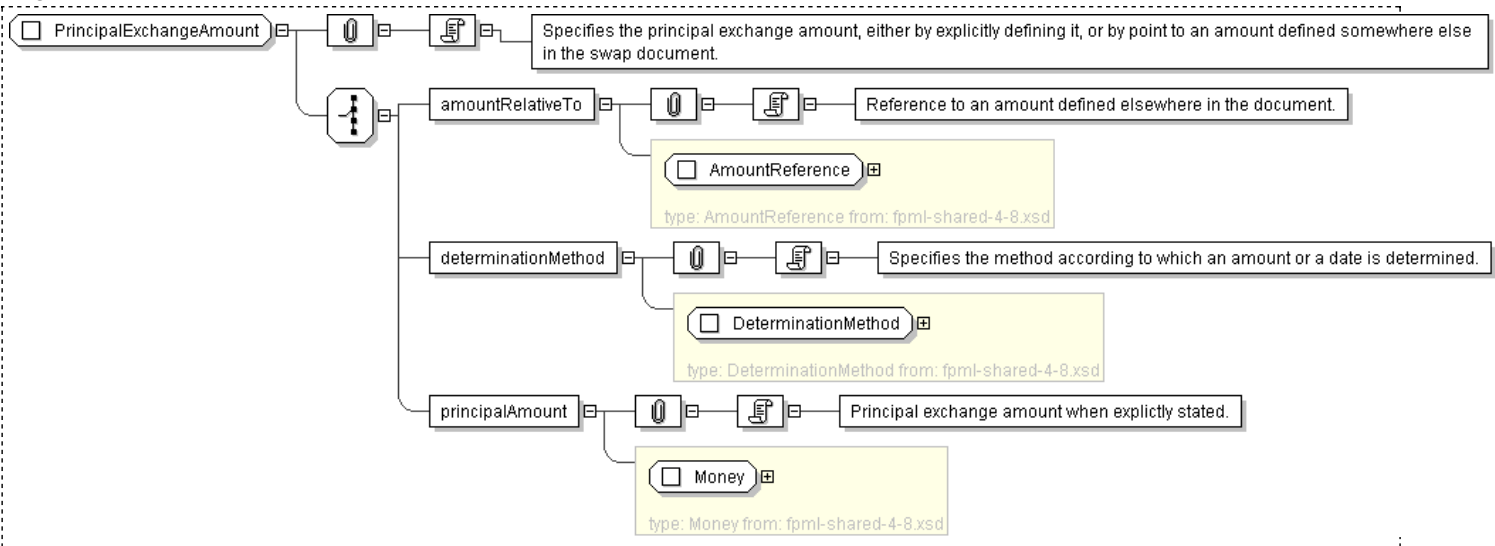 PrincipalExchangeAmount
Specifies the principal exchange amount, either by explicitly defining it, or by point to an amount defined somewhere else
in the swap document.
amountRelativeTo
Reference to an amount defined elsewhere in the document.
AmountReference
type: AmountReference from: fpml-shared-4-8.xsd
determinationMethod
Specifies the method according to which an amount or a date is determined.
DeterminationMethod
type: DeterminationMethod from: fpml-shared-4-8.xsd
principalAmount
Principal exchange amount when explictly stated.
Money
type: Money from: fpml-shared-4-8.xsd